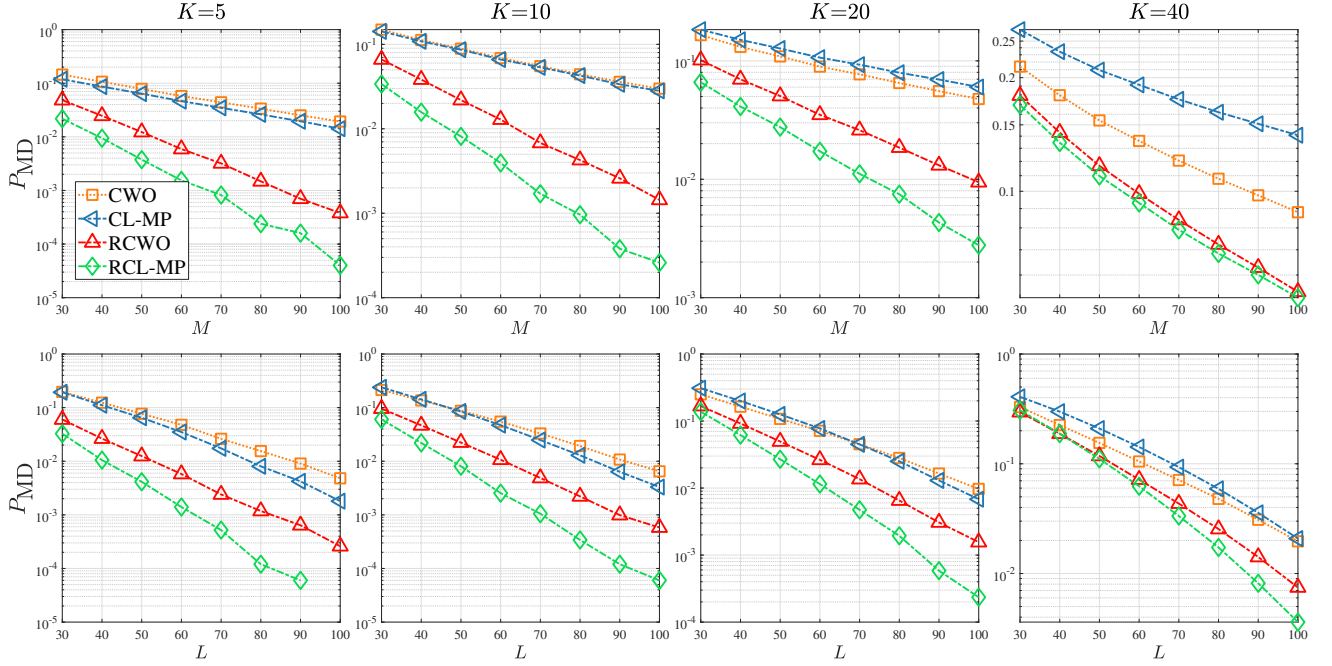 K=5 K=10 K=20 K=40
10^0 10^-1 10^-2 10^-3 10^-4 10^-5
P_MD
CWO
CL-MP
RCWO
RCL-MP
30 40 50 60 70 80 90 100
M
10^-1 10^-2 10^-3 10^-4
30 40 50 60 70 80 90 100
M
10^-1 10^-2 10^-3
30 40 50 60 70 80 90 100
M
0.25 0.2 0.15 0.1
30 40 50 60 70 80 90 100
M
10^0 10^-1 10^-2 10^-3 10^-4 10^-5
P_MD
30 40 50 60 70 80 90 100
L
10^0 10^-1 10^-2 10^-3 10^-4 10^-5
30 40 50 60 70 80 90 100
L
10^0 10^-1 10^-2 10^-3 10^-4
30 40 50 60 70 80 90 100
L
10^0 10^-1 10^-2
30 40 50 60 70 80 90 100
L